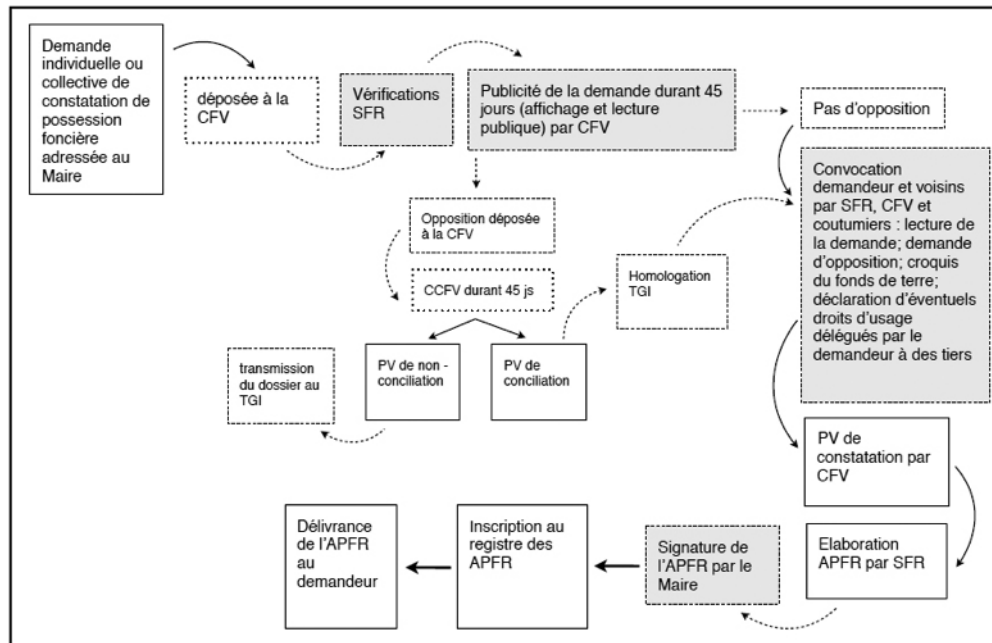 Demande
individuelle ou
collective de
constatation de
possession
foncière
adressée au
Maire
déposée à la
CFV
Vérifications
SFR
Publicité de la demande durant 45
jours (affichage et lecture
publique) par CFV
Pas d'opposition
Convocation
demandeur et voisins
par SFR, CFV et
coutumiers : lecture de
la demande; demande
d'opposition; croquis
du fonds de terre;
déclaration d'éventuels
droits d'usage
délégués par le
demandeur à des tiers
Opposition déposée
à la CFV
CCFV durant 45 js
Homologation
TGI
transmission
du dossier au
TGI
PV de non -
conciliation
PV de
conciliation
PV de
constatation par
CFV
Elaboration
APFR par SFR
Signature de
l'APFR par le
Maire
Inscription au
registre des
APFR
Délivrance
de l'APFR
au
demandeur